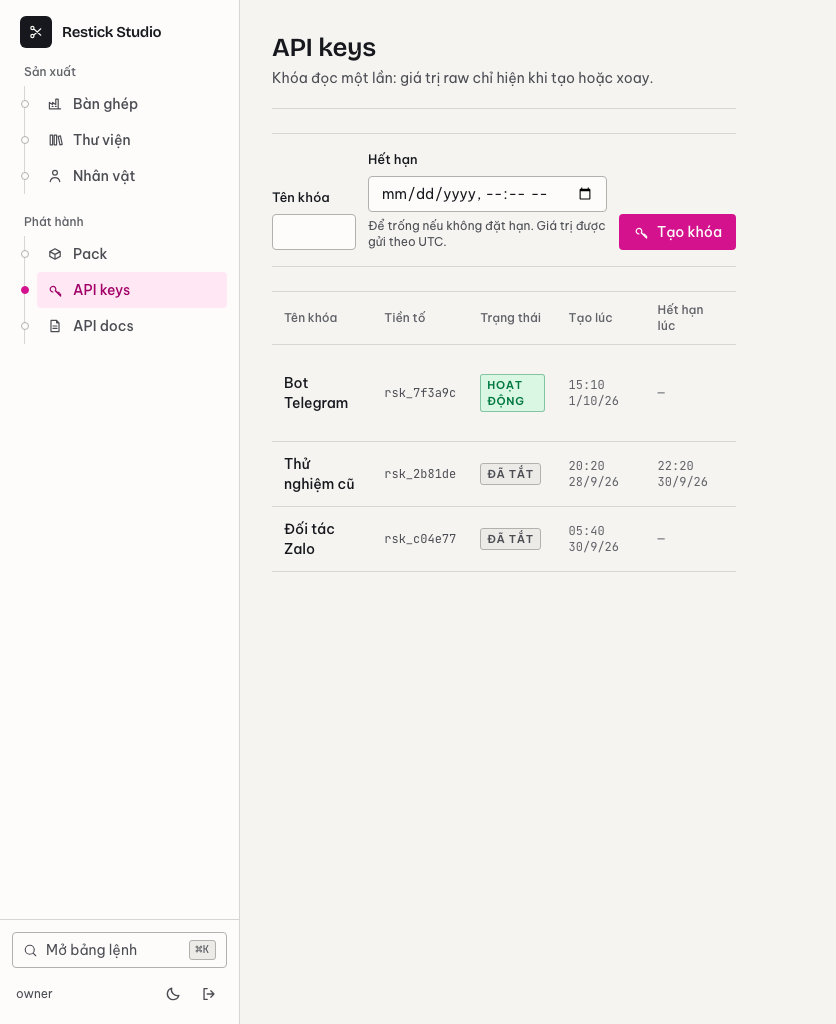 Restick Studio
Sản xuất
Bàn ghép
Thư viện
Nhân vật
Phát hành
Pack
API keys
API docs
Mở bảng lệnh ⌘K
owner
API keys
Khóa đọc một lần: giá trị raw chỉ hiện khi tạo hoặc xoay.
Tên khóa
Hết hạn
mm/dd/yyyy, --:-- --
Để trống nếu không đặt hạn. Giá trị được
gửi theo UTC.
Tạo khóa
Tên khóa Tiền tố Trạng thái Tạo lúc Hết hạn
lúc
Bot
Telegram
rsk_7f3a9c
HOẠT
ĐỘNG
15:10
1/10/26
—
Thử
nghiệm cũ
rsk_2b81de
ĐÃ TẮT
20:20
28/9/26
22:20
30/9/26
Đối tác
Zalo
rsk_c04e77
ĐÃ TẮT
05:40
30/9/26
—